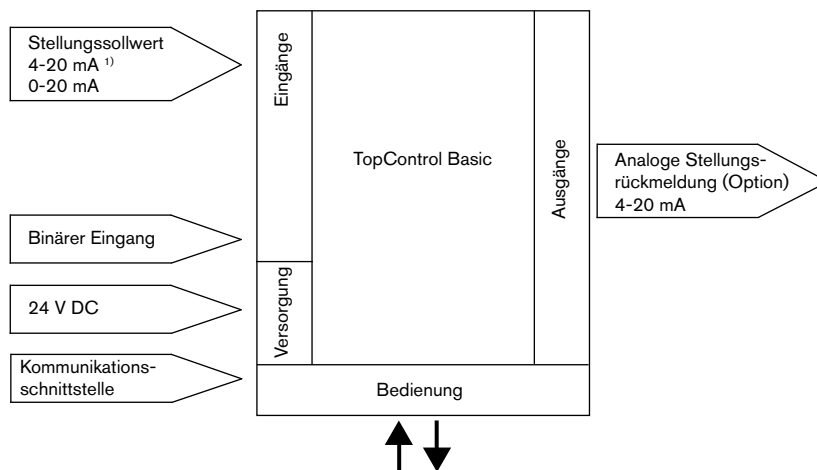 Stellungssollwert
4-20 mA ¹⁾
0-20 mA
Eingänge
TopControl Basic
Ausgänge
Analoge Stellungs-
rückmeldung (Option)
4-20 mA
Binärer Eingang
24 V DC
Versorgung
Kommunikations-
schnittstelle
Bedienung